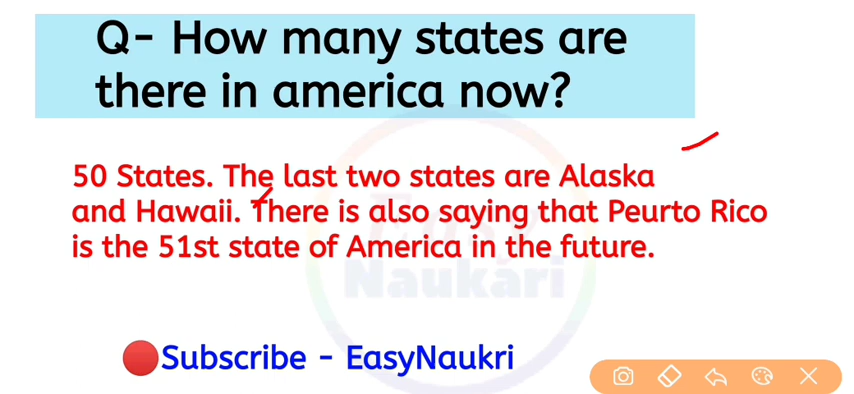 Q- How many states are
there in america now?
50 States. The last two states are Alaska
and Hawaii. There is also saying that Peurto Rico
is the 51st state of America in the future.
Naukari
Subscribe - EasyNaukri